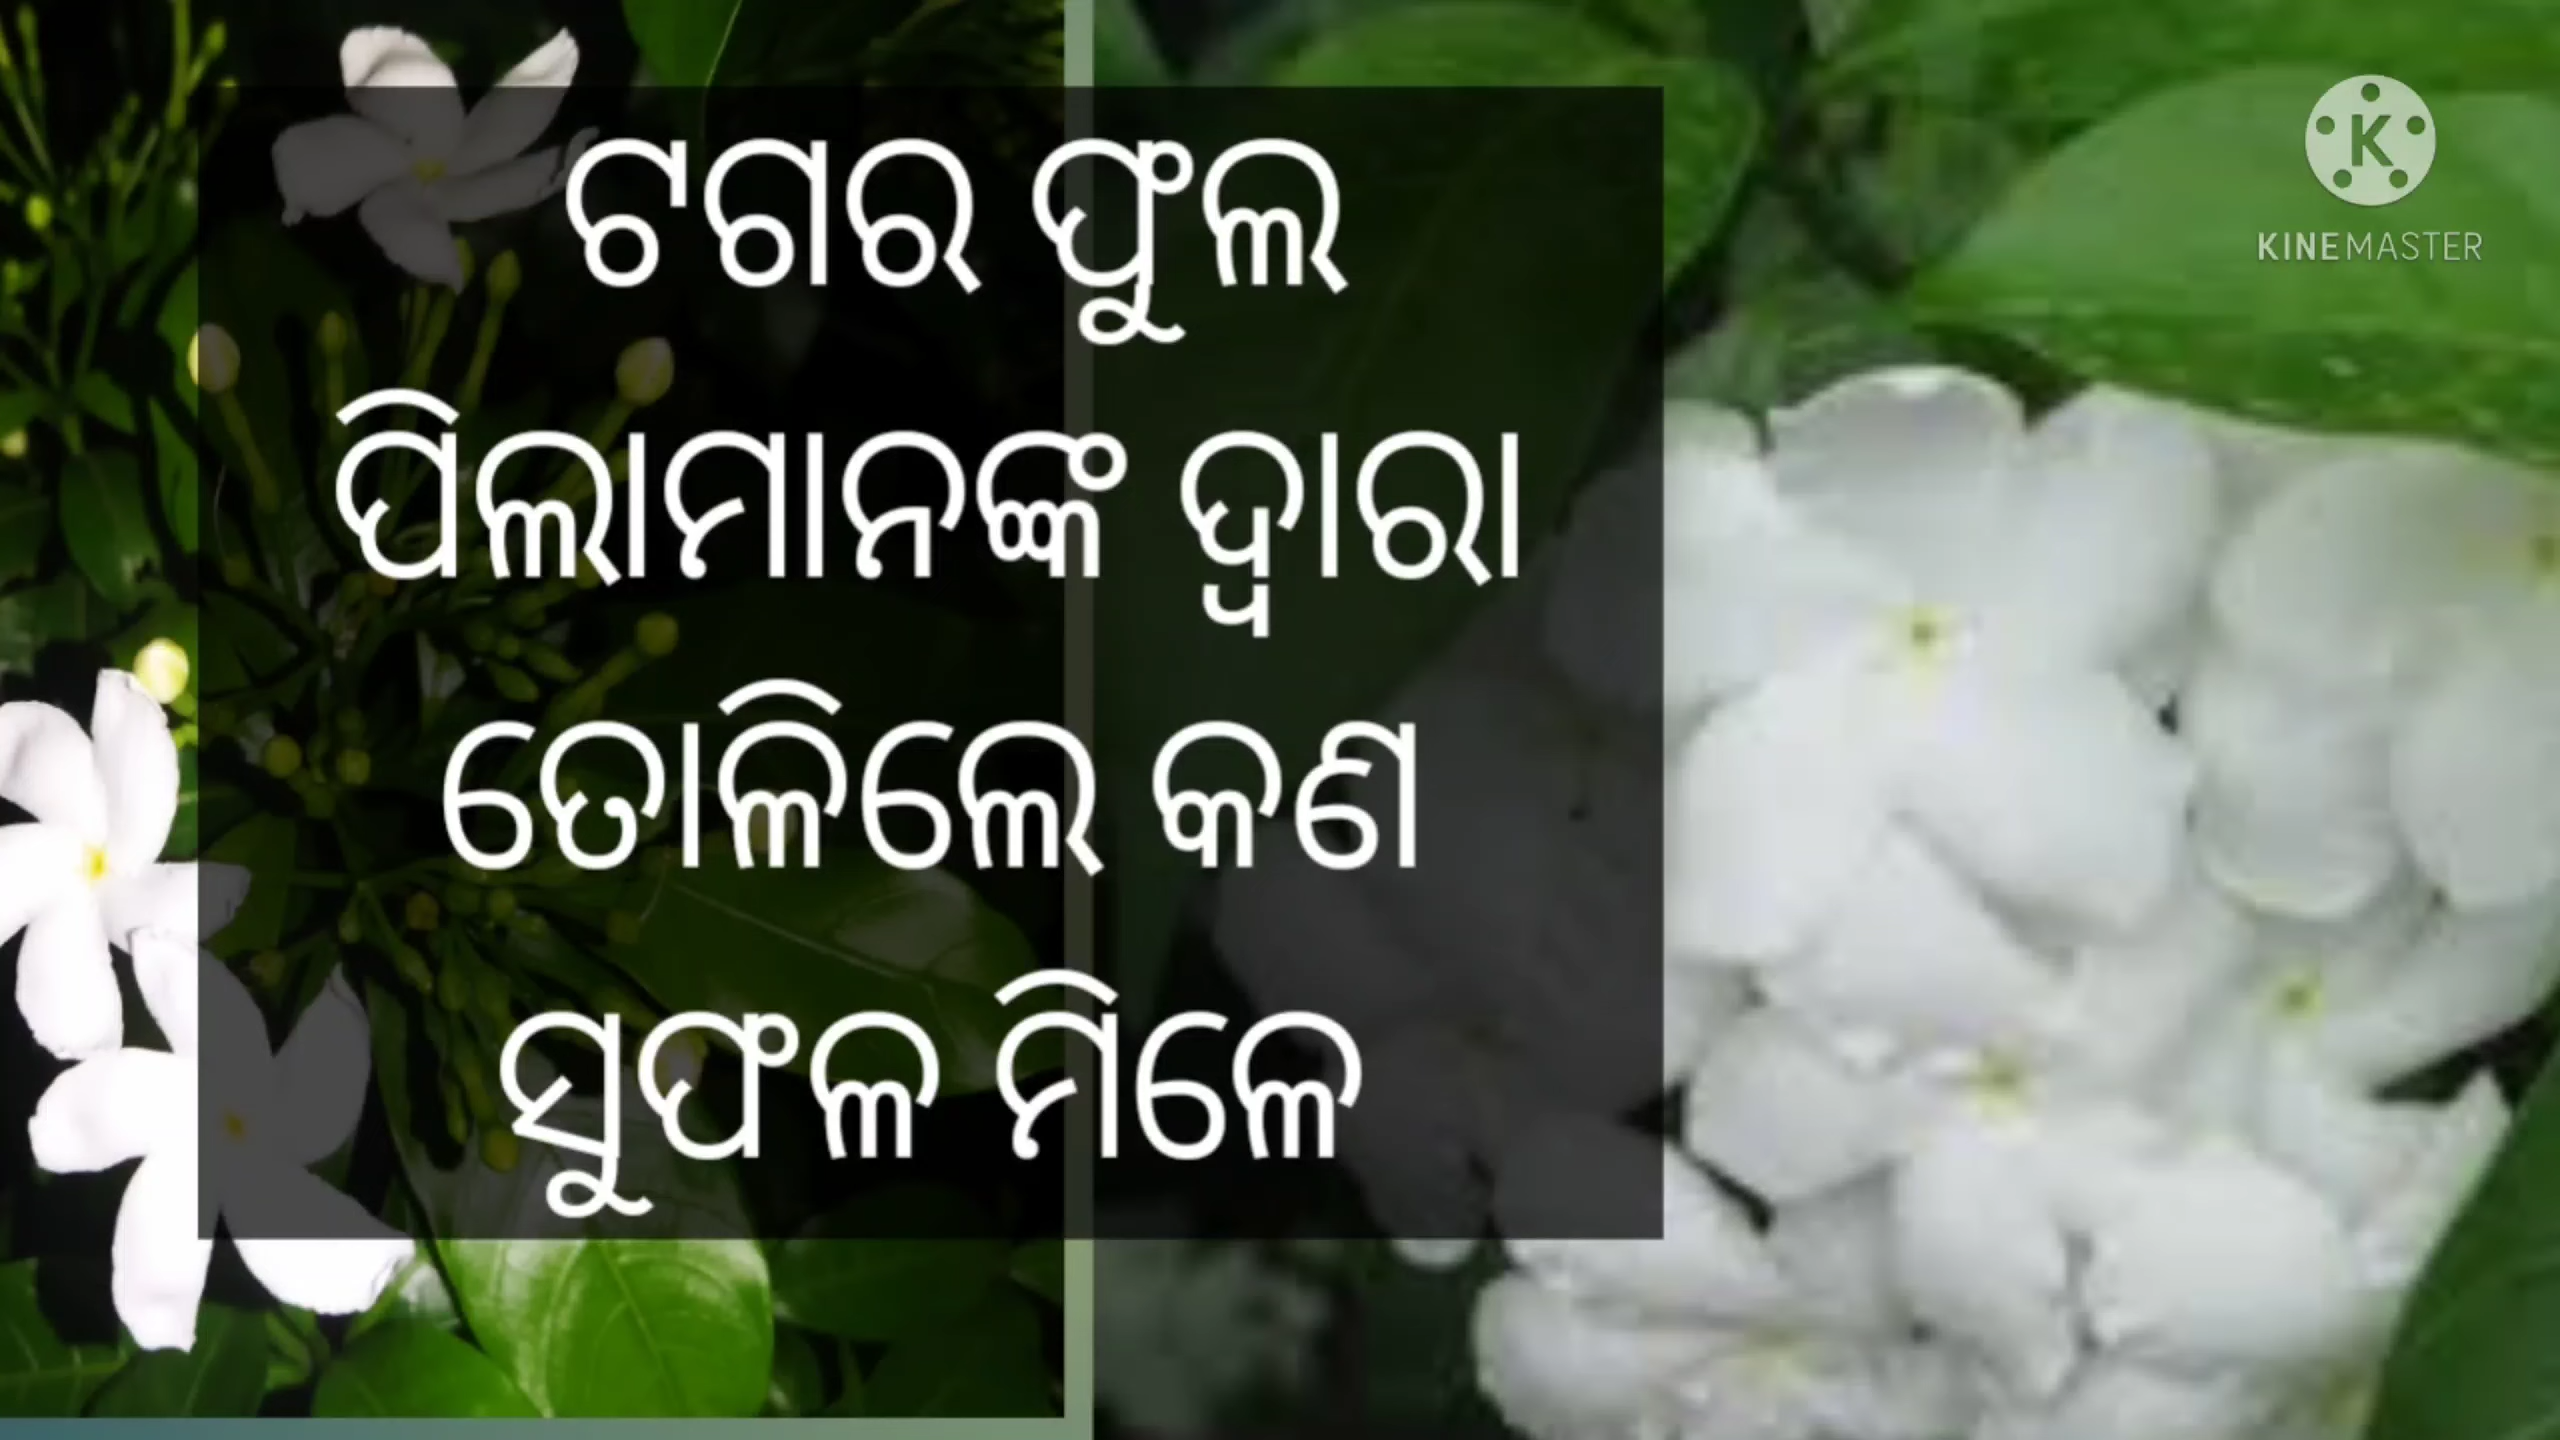 ଟଗର ଫୁଲ
ପିଲାମାନଙ୍କ ଦ୍ୱାରା
ତୋଳିଲେ କଣ
ସୁଫଳ ମିଳେ
K
KINEMASTER